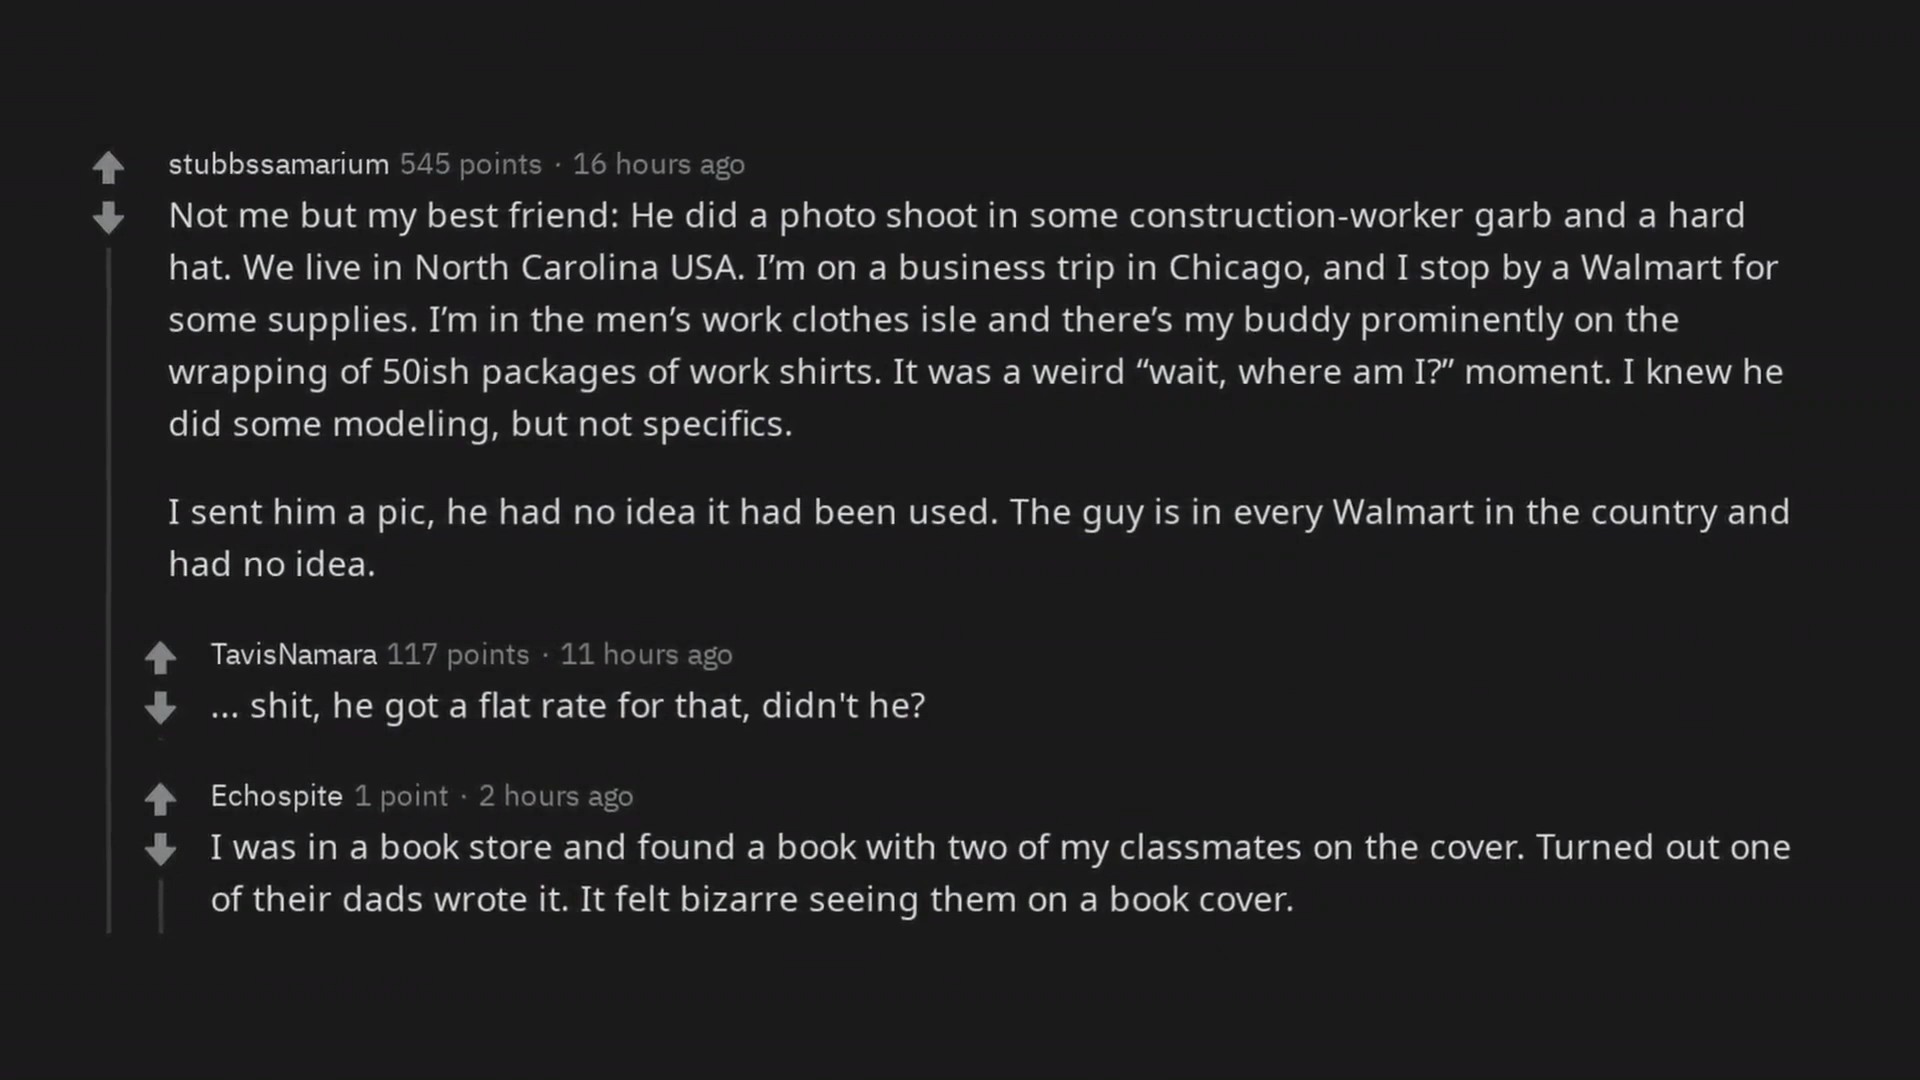 stubbssamarium 545 points · 16 hours ago
Not me but my best friend: He did a photo shoot in some construction-worker garb and a hard
hat. We live in North Carolina USA. I’m on a business trip in Chicago, and I stop by a Walmart for
some supplies. I’m in the men’s work clothes isle and there’s my buddy prominently on the
wrapping of 50ish packages of work shirts. It was a weird “wait, where am I?” moment. I knew he
did some modeling, but not specifics.
I sent him a pic, he had no idea it had been used. The guy is in every Walmart in the country and
had no idea.
TavisNamara 117 points · 11 hours ago
... shit, he got a flat rate for that, didn't he?
Echospite 1 point · 2 hours ago
I was in a book store and found a book with two of my classmates on the cover. Turned out one
of their dads wrote it. It felt bizarre seeing them on a book cover.